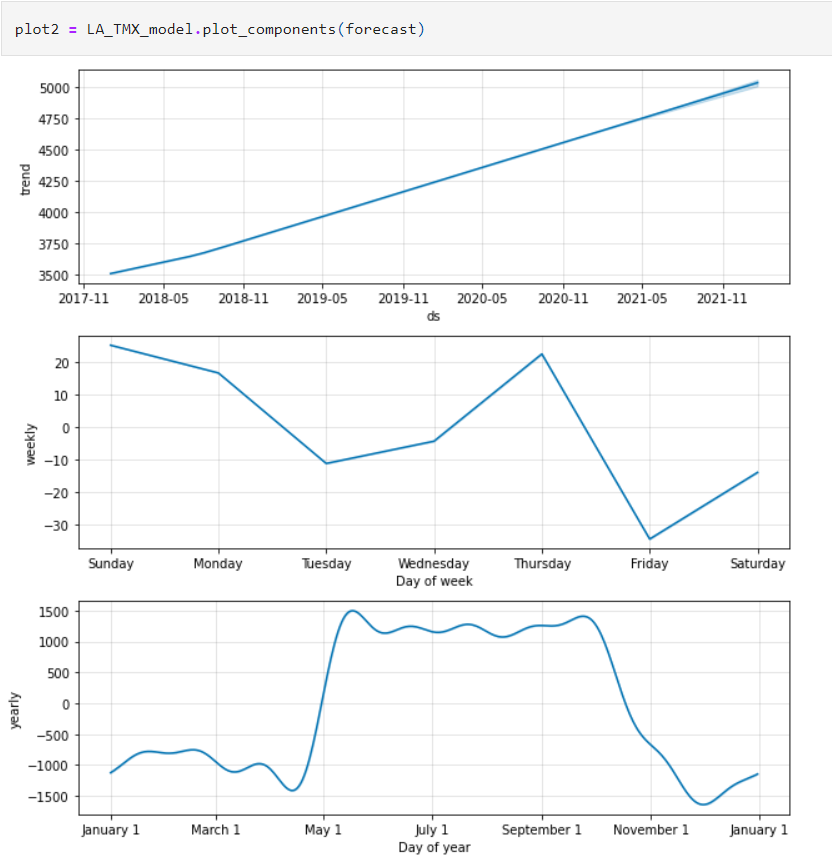 plot2 = LA_TMX_model.plot_components(forecast)
5000
4750
4500
4250
4000
3750
3500
trend
2017-11 2018-05 2018-11 2019-05 2019-11 2020-05 2020-11 2021-05 2021-11
ds
20
10
0
−10
−20
−30
weekly
Sunday Monday Tuesday Wednesday Thursday Friday Saturday
Day of week
1500
1000
500
0
−500
−1000
−1500
yearly
January 1 March 1 May 1 July 1 September 1 November 1 January 1
Day of year